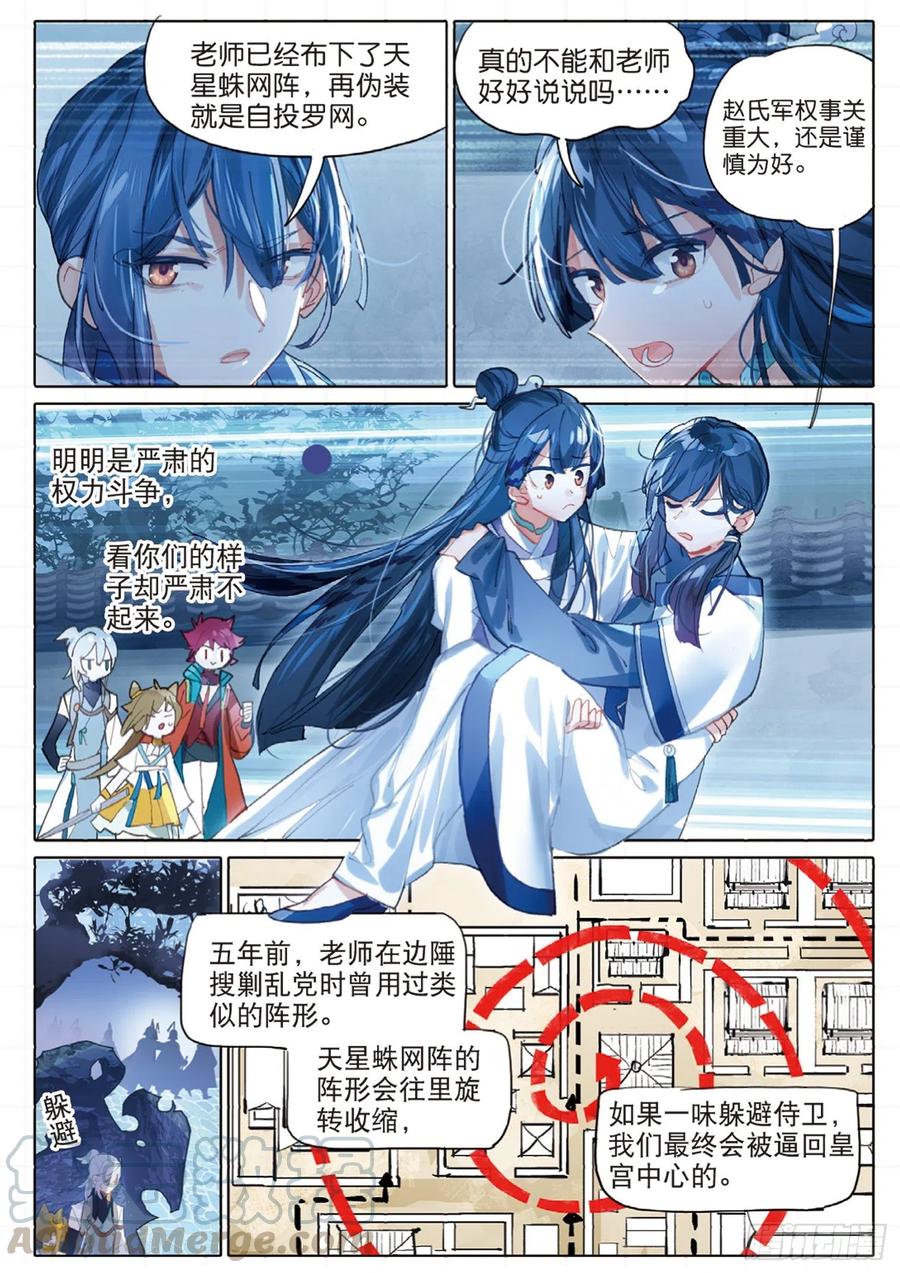 老师已经布下了天
星蛛网阵，再伪装
就是自投罗网。
真的不能和老师
好好说说吗……
赵氏军权事关
重大，还是谨
慎为好。
明明是严肃的
权力斗争，
看你们的样
子却严肃不
起来。
五年前，老师在边陲
搜剿乱党时曾用过类
似的阵形。
天星蛛网阵的
阵形会往里旋
转收缩，
如果一味躲避侍卫，
我们最终会被逼回皇
宫中心的。
躲避